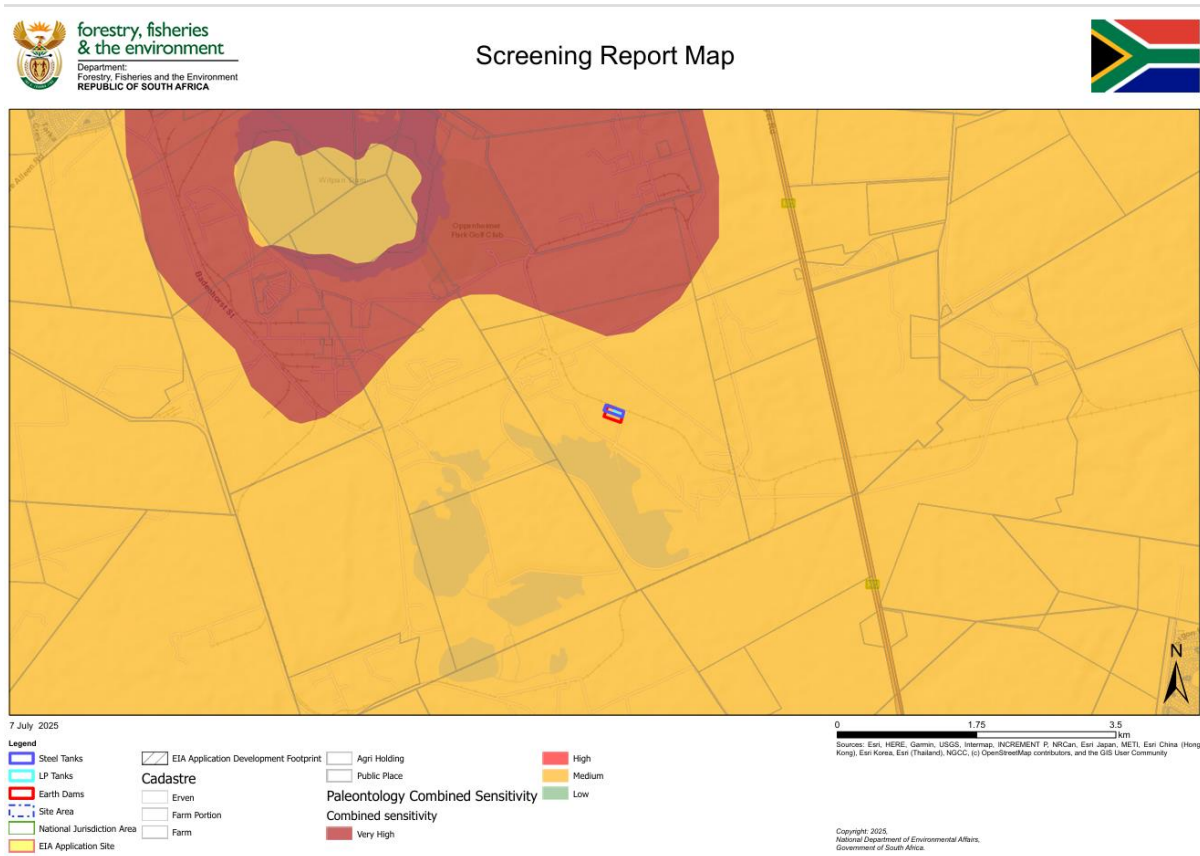 forestry, fisheries
& the environment
Department:
Forestry, Fisheries and the Environment
REPUBLIC OF SOUTH AFRICA
Screening Report Map
Witpan
Oppenheimer
Park Golf Club
Badenhorst St
N
7 July 2025
0 1.75 3.5
km
Sources: Esri, HERE, Garmin, USGS, Intermap, INCREMENT P, NRCan, Esri Japan, METI, Esri China (Hong
Kong), Esri Korea, Esri (Thailand), NGCC, (c) OpenStreetMap contributors, and the GIS User Community
Legend
Steel Tanks
LP Tanks
Earth Dams
Site Area
National Jurisdiction Area
EIA Application Site
EIA Application Development Footprint
Cadastre
Erven
Farm Portion
Farm
Agri Holding
Public Place
Paleontology Combined Sensitivity
Combined sensitivity
Very High
High
Medium
Low
Copyright: 2025,
National Department of Environmental Affairs,
Government of South Africa.